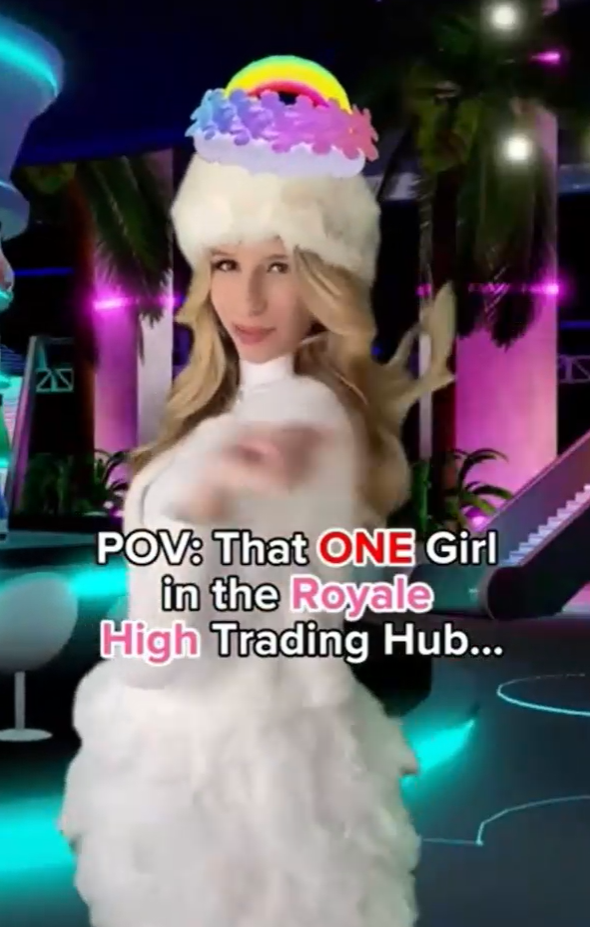 POV: That ONE Girl
in the Royale
High Trading Hub...